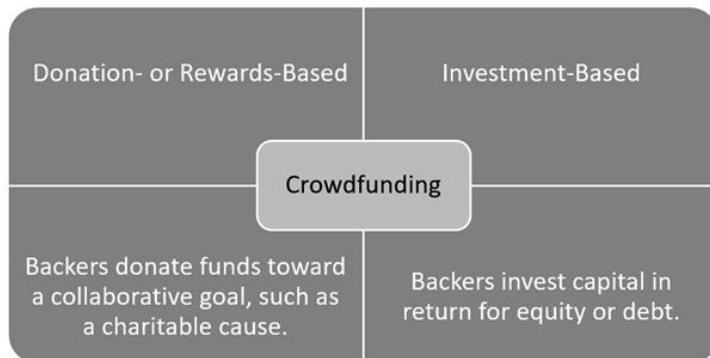 Donation- or Rewards-Based
Investment-Based
Crowdfunding
Backers donate funds toward
a collaborative goal, such as
a charitable cause.
Backers invest capital in
return for equity or debt.